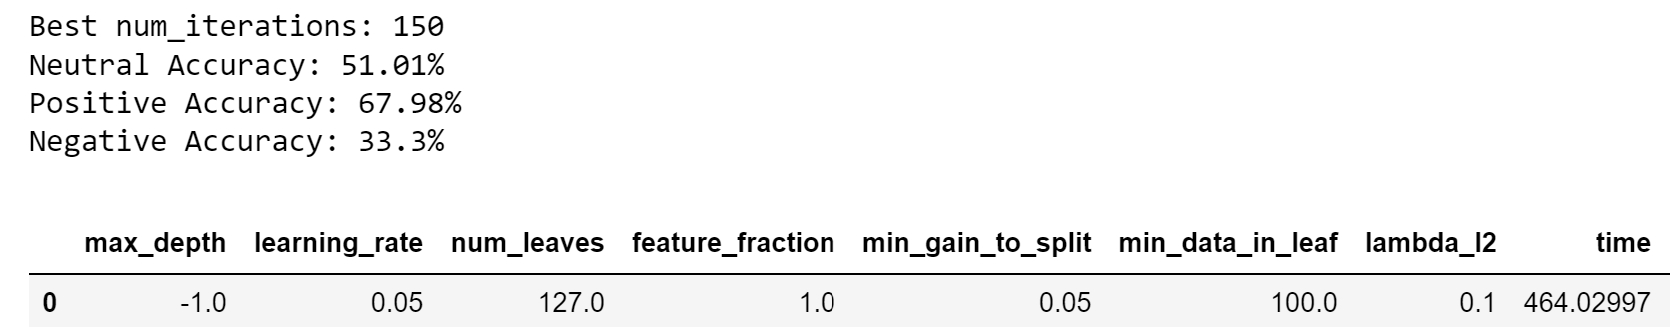 Best num_iterations: 150
Neutral Accuracy: 51.01%
Positive Accuracy: 67.98%
Negative Accuracy: 33.3%
max_depth learning_rate num_leaves feature_fraction min_gain_to_split min_data_in_leaf lambda_l2 time
0 -1.0 0.05 127.0 1.0 0.05 100.0 0.1 464.02997